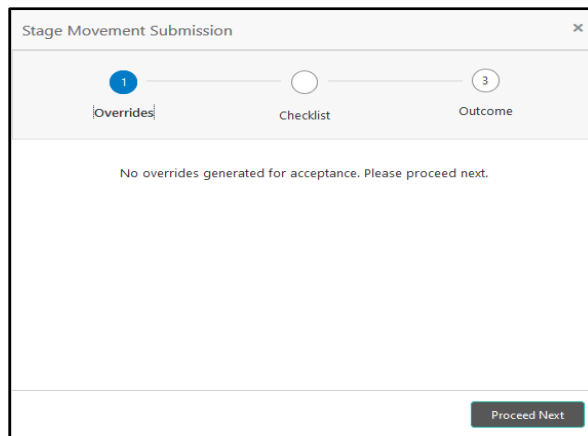 Stage Movement Submission ×
1
3
Overrides
Checklist
Outcome
No overrides generated for acceptance. Please proceed next.
Proceed Next